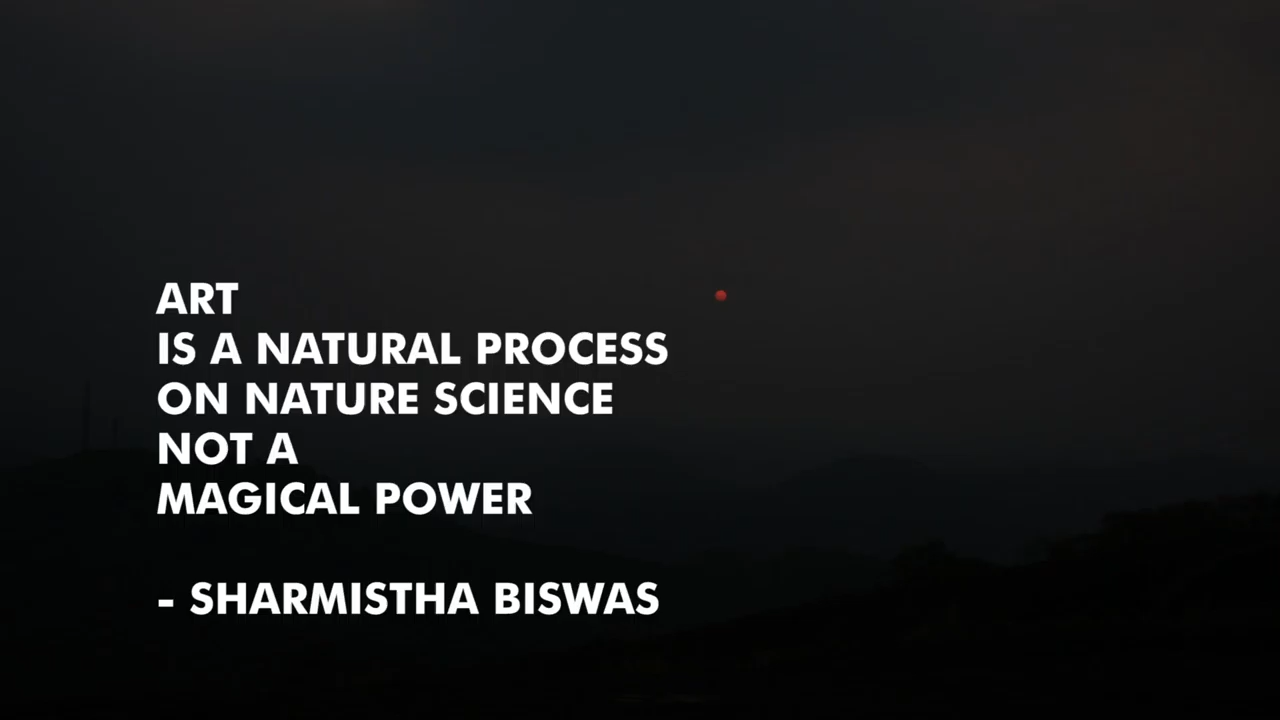 ART
IS A NATURAL PROCESS
ON NATURE SCIENCE
NOT A
MAGICAL POWER
- SHARMISTHA BISWAS